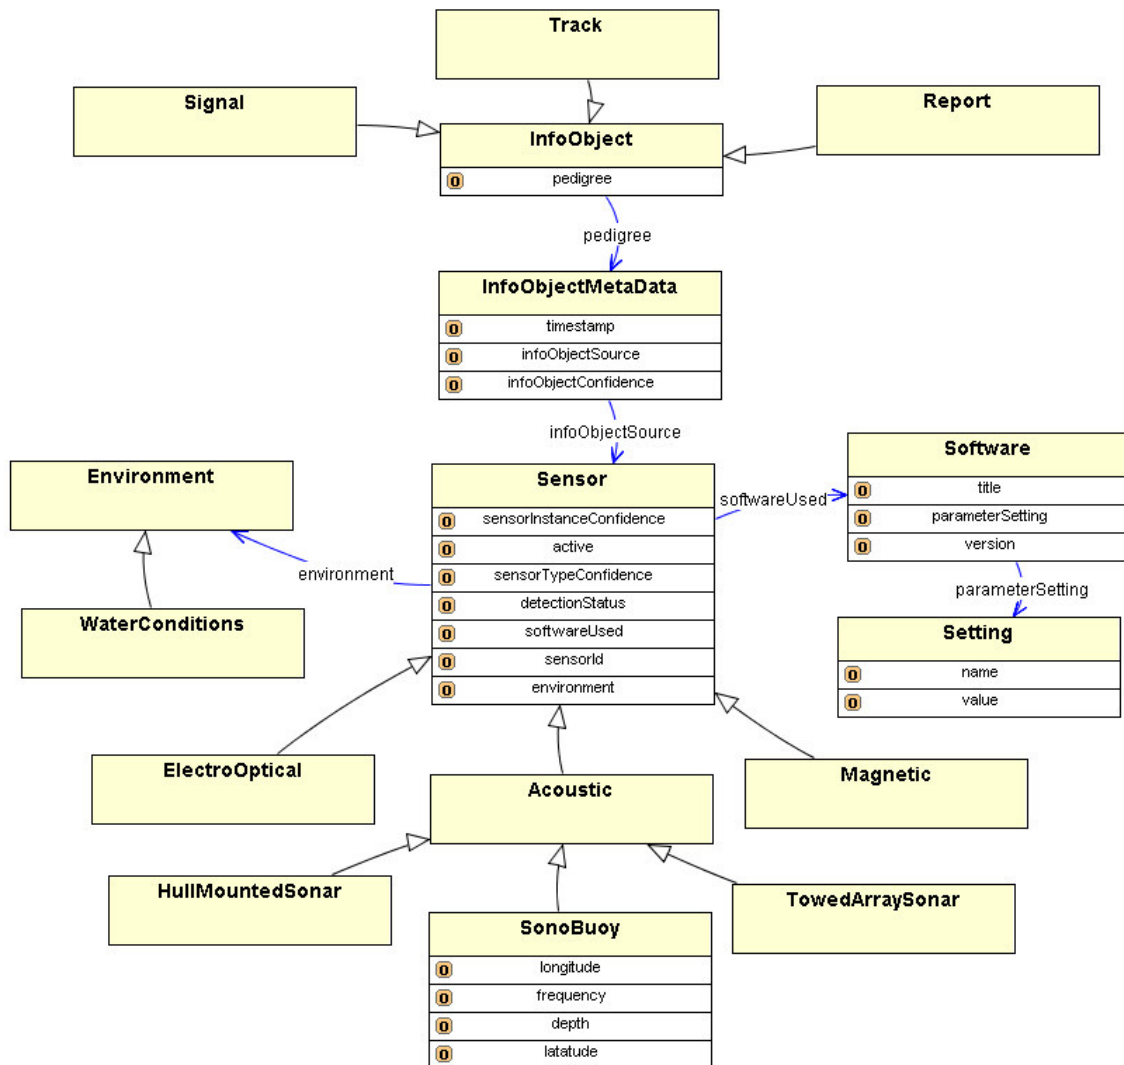 Track
Signal
Report
InfoObject
O pedigree
pedigree
InfoObjectMetaData
O timestamp
O infoObjectSource
O infoObjectConfidence
infoObjectSource
Environment
Sensor
Software
O sensorInstanceConfidence
O active
O sensorTypeConfidence
O detectionStatus
O softwareUsed
O sensorId
O environment
softwareUsed
O title
O parameterSetting
O version
environment
parameterSetting
WaterConditions
Setting
O name
O value
ElectroOptical
Acoustic
Magnetic
HullMountedSonar
TowedArraySonar
SonoBuoy
O longitude
O frequency
O depth
O latatude